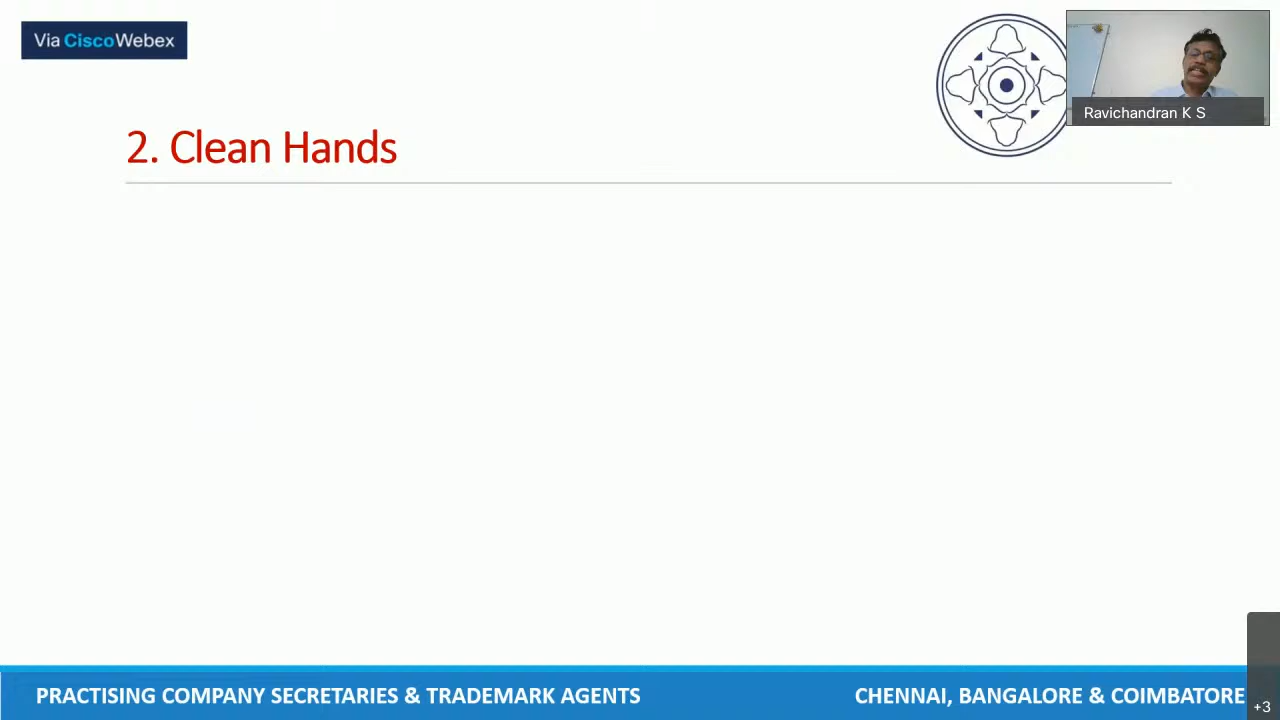 Via CiscoWebex
Ravichandran K S
2. Clean Hands
PRACTISING COMPANY SECRETARIES & TRADEMARK AGENTS
CHENNAI, BANGALORE & COIMBATORE
+3